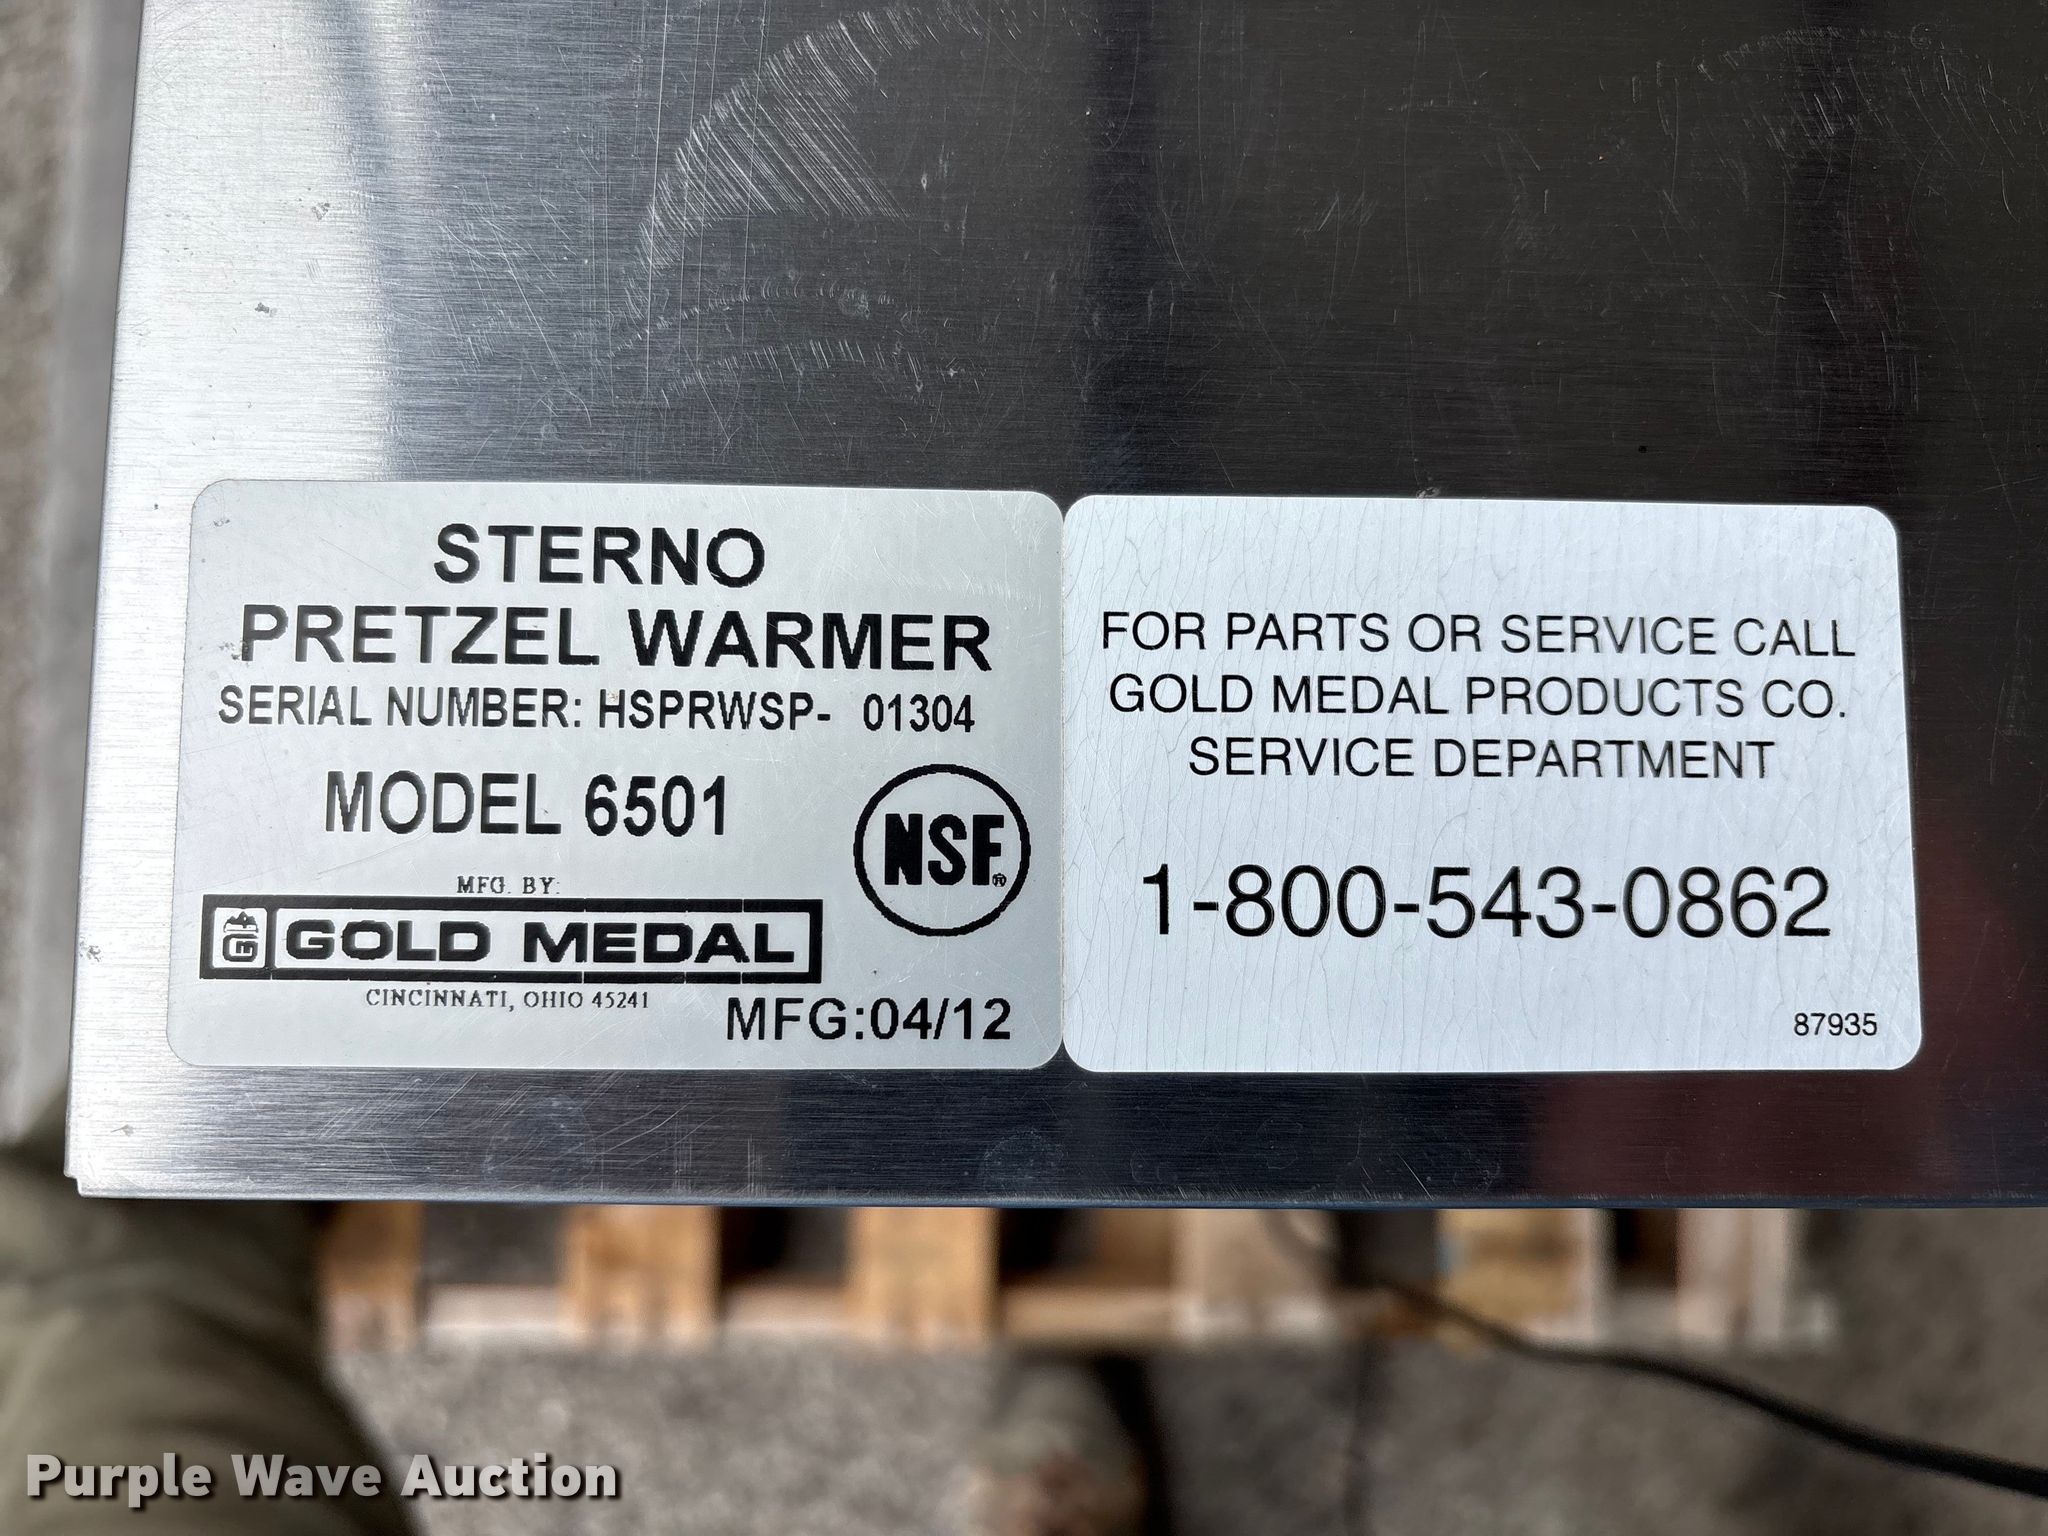 STERNO
PRETZEL WARMER
SERIAL NUMBER: HSPRWSP- 01304
MODEL 6501
NSF®
MFG. BY:
GOLD MEDAL
CINCINNATI, OHIO 45241
MFG:04/12
FOR PARTS OR SERVICE CALL
GOLD MEDAL PRODUCTS CO.
SERVICE DEPARTMENT
1-800-543-0862
87935
Purple Wave Auction